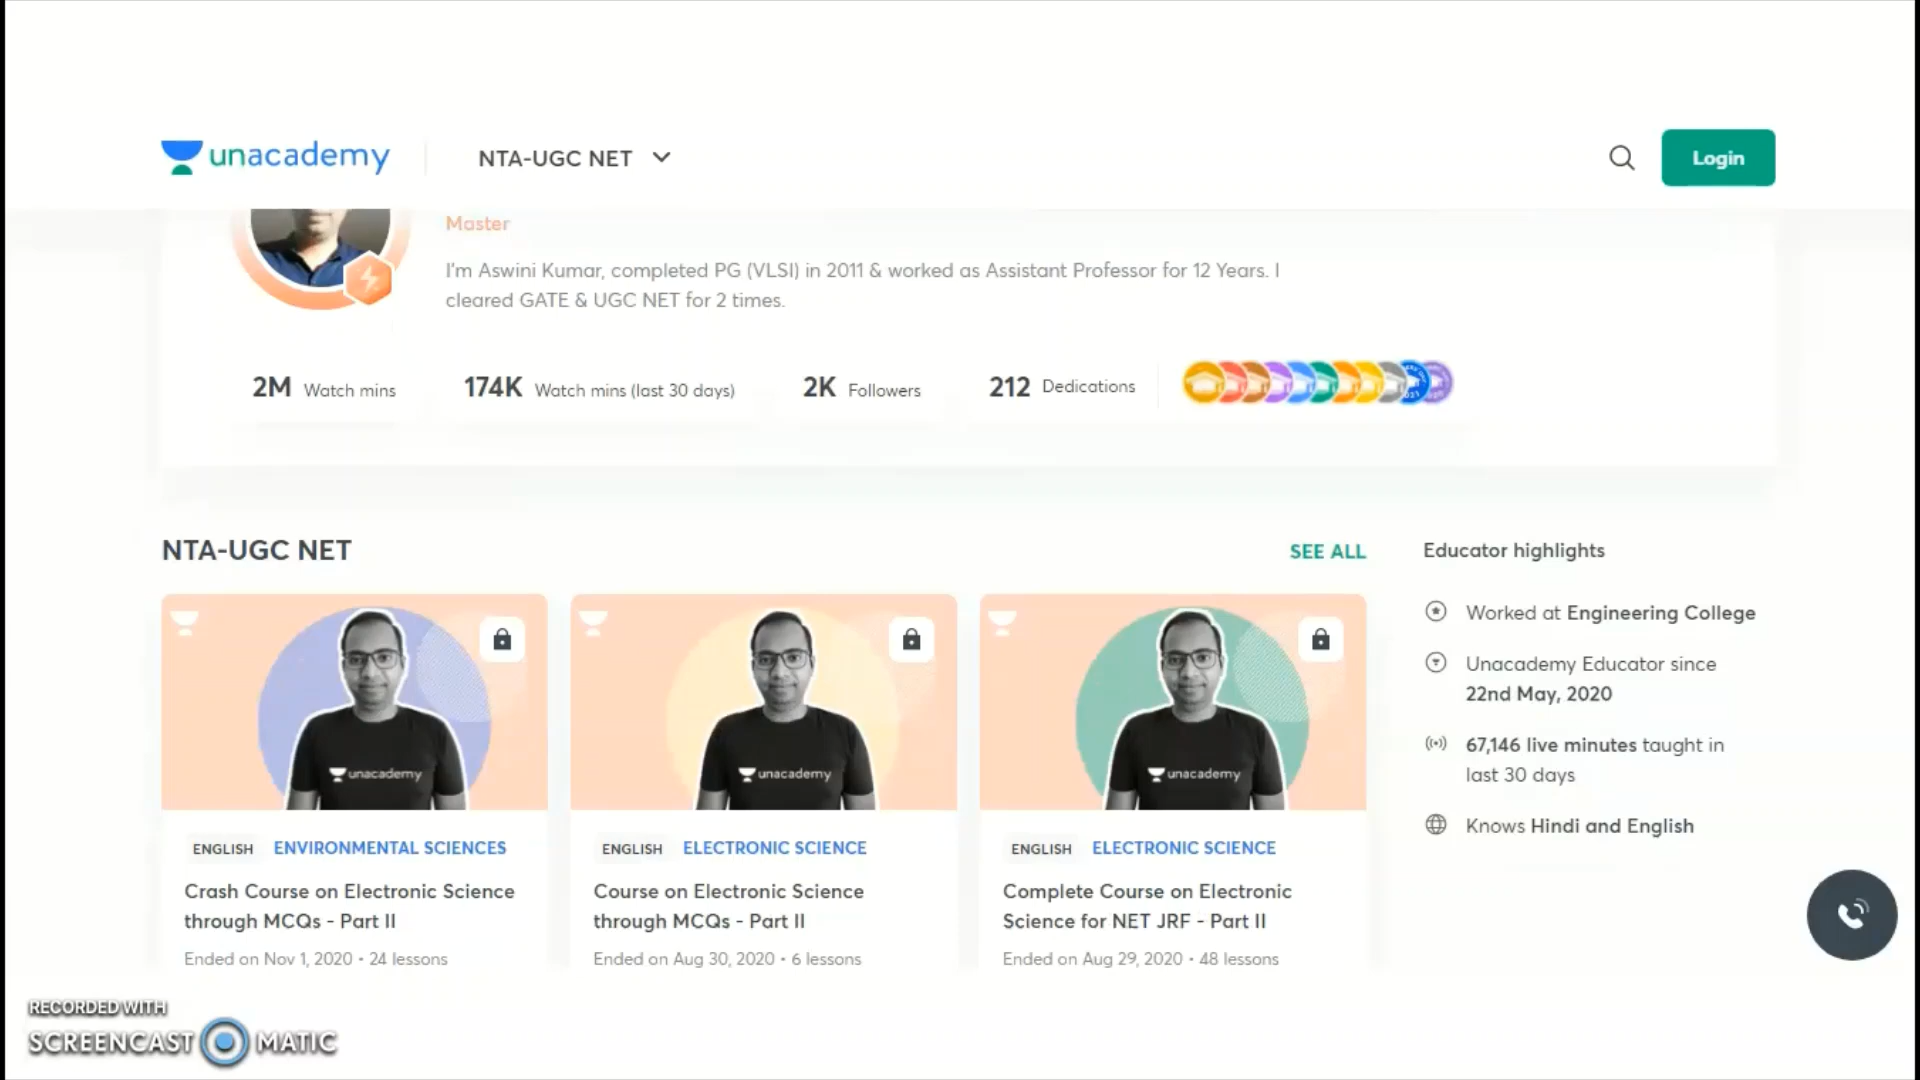 unacademy
NTA-UGC NET
Login
Master
I'm Aswini Kumar, completed PG (VLSI) in 2011 & worked as Assistant Professor for 12 Years. I
cleared GATE & UGC NET for 2 times.
2M Watch mins
174K Watch mins (last 30 days)
2K Followers
212 Dedications
NTA-UGC NET
SEE ALL
unacademy
ENGLISH ENVIRONMENTAL SCIENCES
Crash Course on Electronic Science
through MCQs - Part II
Ended on Nov 1, 2020 • 24 lessons
unacademy
ENGLISH ELECTRONIC SCIENCE
Course on Electronic Science
through MCQs - Part II
Ended on Aug 30, 2020 • 6 lessons
unacademy
ENGLISH ELECTRONIC SCIENCE
Complete Course on Electronic
Science for NET JRF - Part II
Ended on Aug 29, 2020 • 48 lessons
Educator highlights
Worked at Engineering College
Unacademy Educator since
22nd May, 2020
67,146 live minutes taught in
last 30 days
Knows Hindi and English
RECORDED WITH
SCREENCAST MATIC